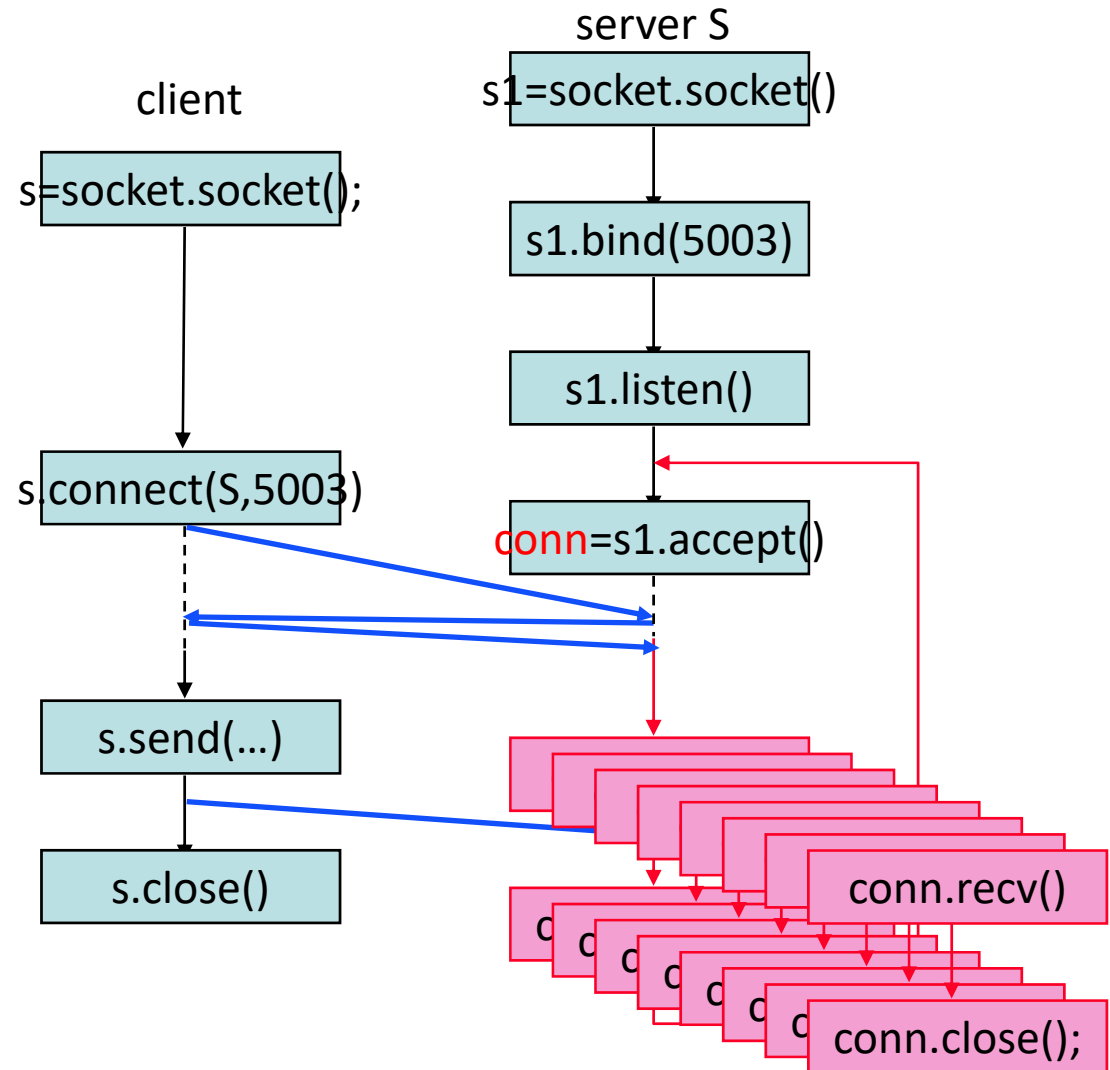 server S
client
s1=socket.socket()
s=socket.socket();
s1.bind(5003)
s1.listen()
s.connect(S,5003)
conn=s1.accept()
s.send(…)
s.close()
conn.recv()
c
c
c
c
c
c
c
conn.close();